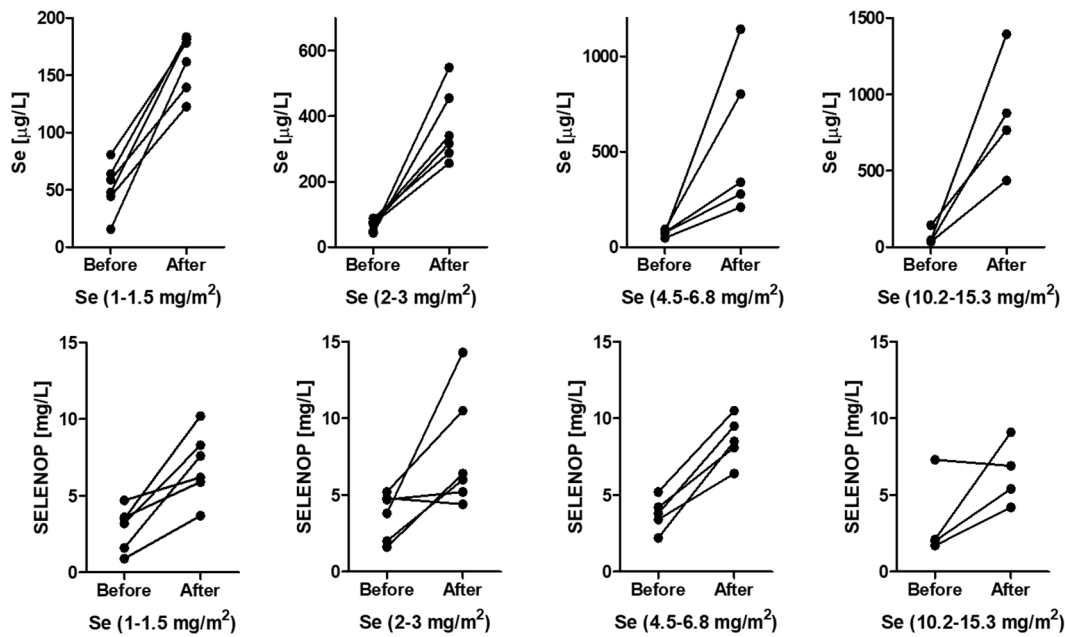 200
150
100
50
0
Se [μg/L]
Before After
Se (1-1.5 mg/m²)
600
400
200
0
Se [μg/L]
Before After
Se (2-3 mg/m²)
1000
500
0
Se [μg/L]
Before After
Se (4.5-6.8 mg/m²)
1500
1000
500
0
Se [μg/L]
Before After
Se (10.2-15.3 mg/m²)
15
10
5
0
SELENOP [mg/L]
Before After
Se (1-1.5 mg/m²)
15
10
5
0
SELENOP [mg/L]
Before After
Se (2-3 mg/m²)
15
10
5
0
SELENOP [mg/L]
Before After
Se (4.5-6.8 mg/m²)
15
10
5
0
SELENOP [mg/L]
Before After
Se (10.2-15.3 mg/m²)